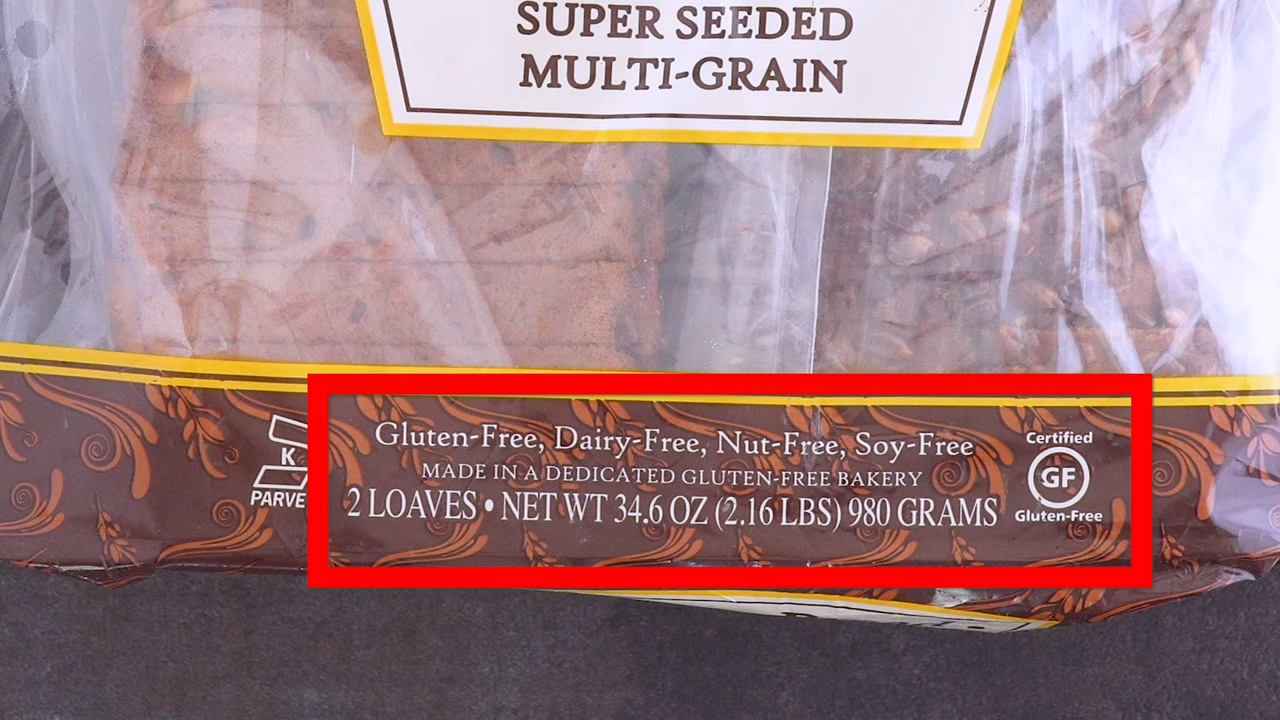 SUPER SEEDED
MULTI-GRAIN
K
PARVE
Gluten-Free, Dairy-Free, Nut-Free, Soy-Free
MADE IN A DEDICATED GLUTEN-FREE BAKERY
2 LOAVES • NET WT 34.6 OZ (2.16 LBS) 980 GRAMS
Certified
GF
Gluten-Free